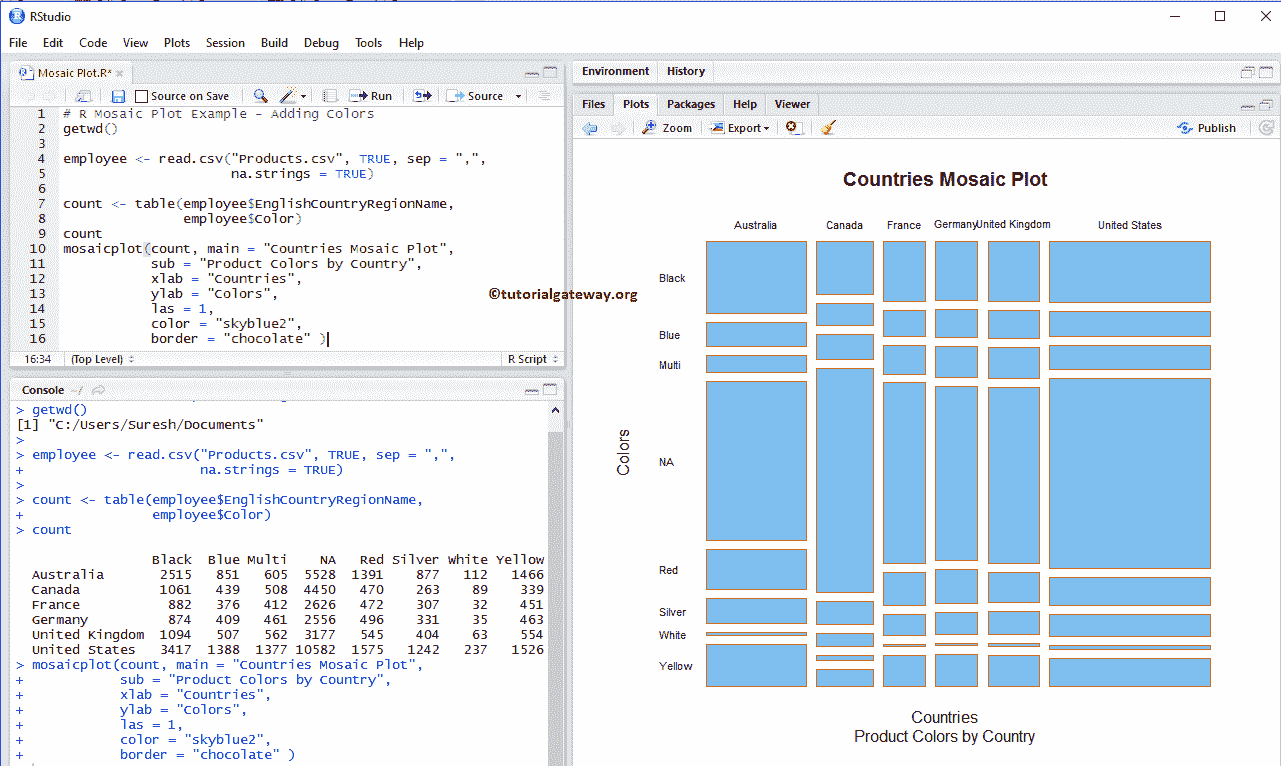 RStudio
File Edit Code View Plots Session Build Debug Tools Help
Mosaic Plot.R*
Source on Save Run Source
1 # R Mosaic Plot Example - Adding Colors
2 getwd()
3
4 employee <- read.csv("Products.csv", TRUE, sep = ",",
5 na.strings = TRUE)
6
7 count <- table(employee$EnglishCountryRegionName,
8 employee$Color)
9 count
10 mosaicplot(count, main = "Countries Mosaic Plot",
11 sub = "Product Colors by Country",
12 xlab = "Countries",
13 ylab = "Colors",
14 las = 1,
15 color = "skyblue2",
16 border = "chocolate" )
16:34 (Top Level) R Script
Console ~/
> getwd()
[1] "C:/Users/Suresh/Documents"
>
> employee <- read.csv("Products.csv", TRUE, sep = ",",
+ na.strings = TRUE)
>
> count <- table(employee$EnglishCountryRegionName,
+ employee$Color)
> count
Black Blue Multi NA Red Silver White Yellow
Australia 2515 851 605 5528 1391 877 112 1466
Canada 1061 439 508 4450 470 263 89 339
France 882 376 412 2626 472 307 32 451
Germany 874 409 461 2556 496 331 35 463
United Kingdom 1094 507 562 3177 545 404 63 554
United States 3417 1388 1377 10582 1575 1242 237 1526
> mosaicplot(count, main = "Countries Mosaic Plot",
+ sub = "Product Colors by Country",
+ xlab = "Countries",
+ ylab = "Colors",
+ las = 1,
+ color = "skyblue2",
+ border = "chocolate" )
©tutorialgateway.org
Environment History
Files Plots Packages Help Viewer
Zoom Export Publish
Countries Mosaic Plot
Australia Canada France Germany United Kingdom United States
Black
Blue
Multi
NA
Red
Silver
White
Yellow
Colors
Countries
Product Colors by Country